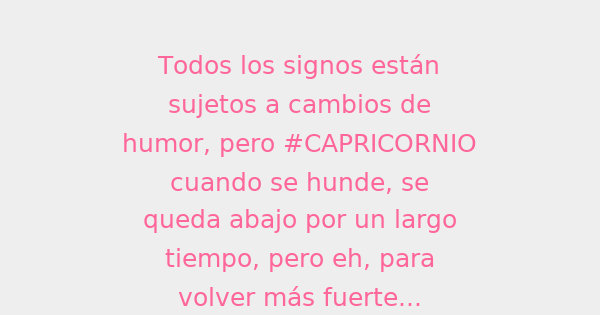 Todos los signos están
sujetos a cambios de
humor, pero #CAPRICORNIO
cuando se hunde, se
queda abajo por un largo
tiempo, pero eh, para
volver más fuerte...